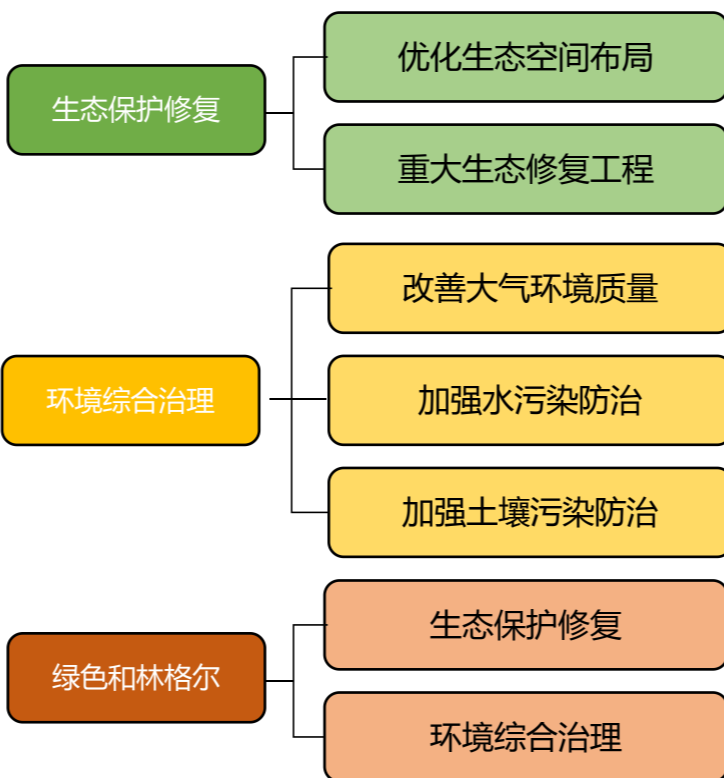 生态保护修复
优化生态空间布局
重大生态修复工程
环境综合治理
改善大气环境质量
加强水污染防治
加强土壤污染防治
绿色和林格尔
生态保护修复
环境综合治理